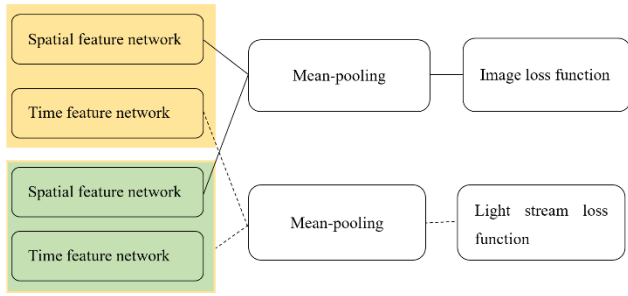 Spatial feature network
Mean-pooling
Image loss function
Time feature network
Spatial feature network
Mean-pooling
Light stream loss
function
Time feature network